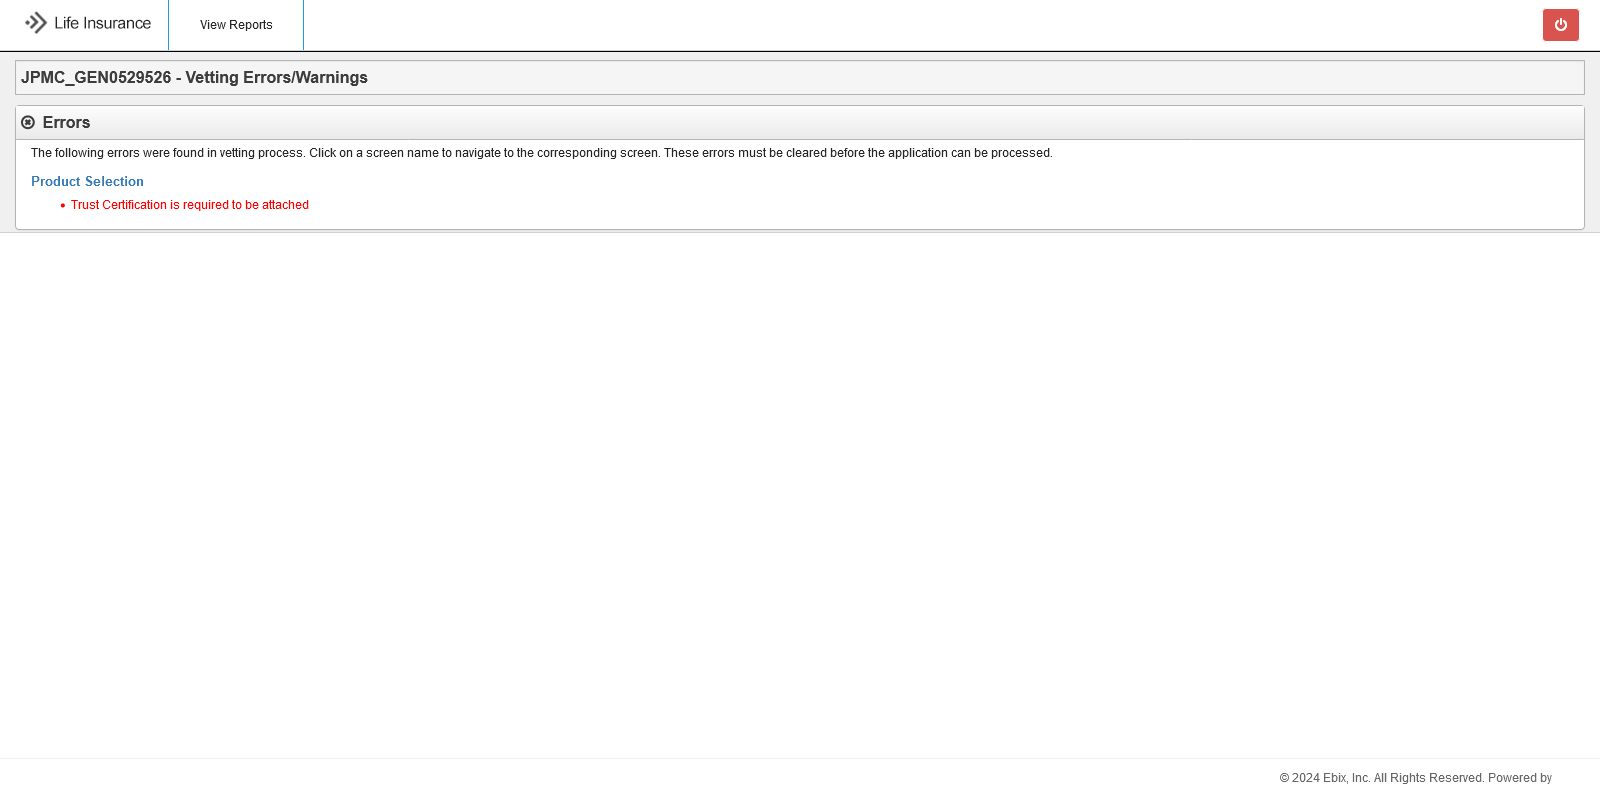 Life Insurance
View Reports
JPMC_GEN0529526 - Vetting Errors/Warnings
Errors
The following errors were found in vetting process. Click on a screen name to navigate to the corresponding screen. These errors must be cleared before the application can be processed.
Product Selection
• Trust Certification is required to be attached
© 2024 Ebix, Inc. All Rights Reserved. Powered by